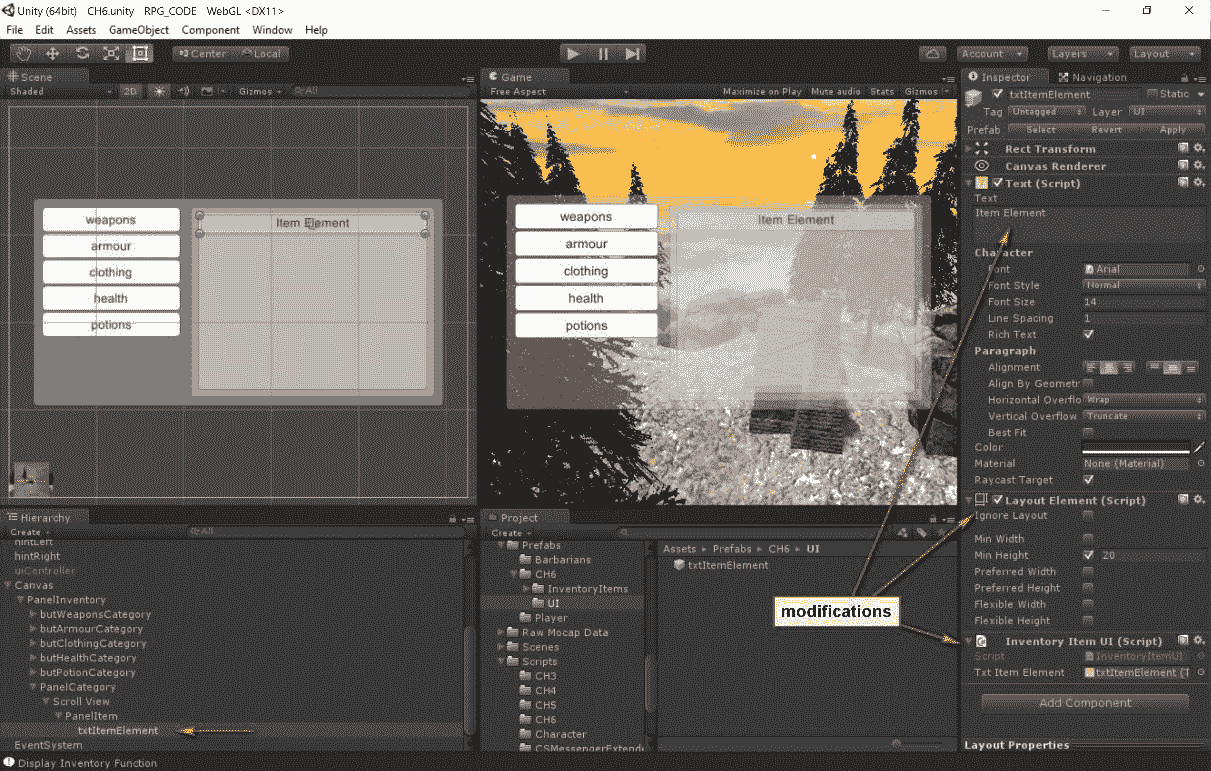 Unity (64bit) CH6.unity RPG_CODE WebGL <DX11>
File Edit Assets GameObject Component Window Help
Center Local
Account Layers Layout
Scene
Shaded 2D Gizmos All
weapons
armour
clothing
health
potions
Item Element
Game
Free Aspect Maximize on Play Mute audio Stats Gizmos
weapons
armour
clothing
health
potions
Item Element
Hierarchy
Create All
hintLeft
hintRight
uiController
Canvas
PanelInventory
butWeaponsCategory
butArmourCategory
butClothingCategory
butHealthCategory
butPotionCategory
PanelCategory
Scroll View
PanelItem
txtItemElement
EventSystem
Project
Create
Prefabs
Barbarians
CH6
InventoryItems
UI
Player
Raw Mocap Data
Scenes
Scripts
CH3
CH4
CH5
CH6
Character
CSMessengerExtende
Assets Prefabs CH6 UI
txtItemElement
modifications
Inspector Navigation
txtItemElement Static
Tag Untagged Layer UI
Prefab Select Revert Apply
Rect Transform
Canvas Renderer
Text (Script)
Text
Item Element
Character
Font Arial
Font Style Normal
Font Size 14
Line Spacing 1
Rich Text
Paragraph
Alignment
Align By Geometr
Horizontal Overflo Wrap
Vertical Overflow Truncate
Best Fit
Color
Material None (Material)
Raycast Target
Layout Element (Script)
Ignore Layout
Min Width
Min Height 20
Preferred Width
Preferred Height
Flexible Width
Flexible Height
Inventory Item UI (Script)
Script InventoryItemUI
Txt Item Element txtItemElement (T
Add Component
Layout Properties
Display Inventory Function